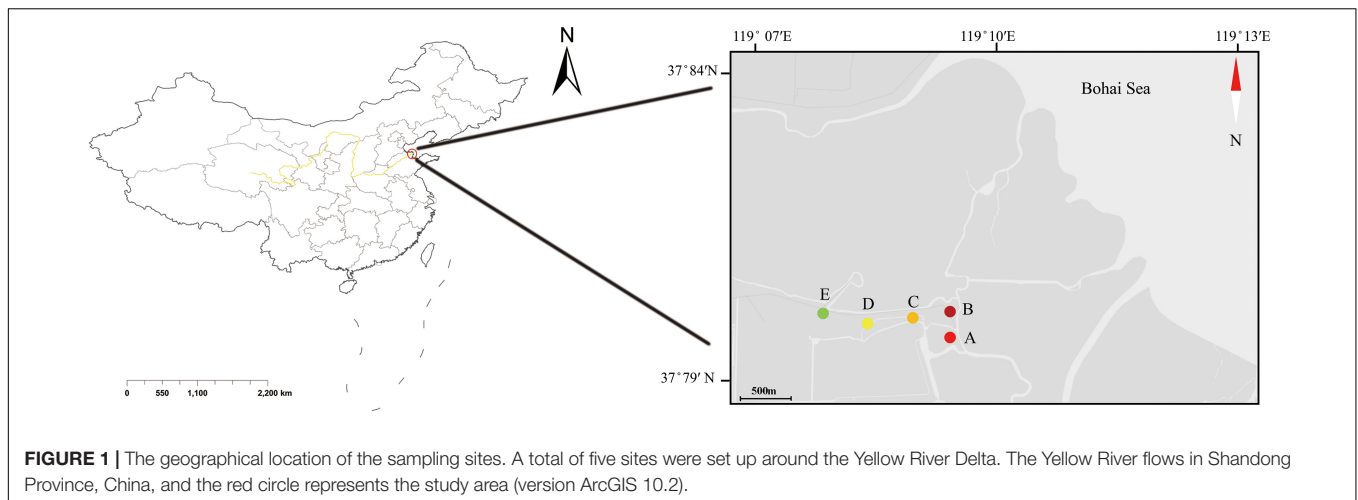 N
0 550 1,100 2,200 km
119° 07′E 119° 10′E 119° 13′E
37°84′N
Bohai Sea
N
E
D
C
B
A
37°79′ N
500m
FIGURE 1 | The geographical location of the sampling sites. A total of five sites were set up around the Yellow River Delta. The Yellow River flows in Shandong
Province, China, and the red circle represents the study area (version ArcGIS 10.2).